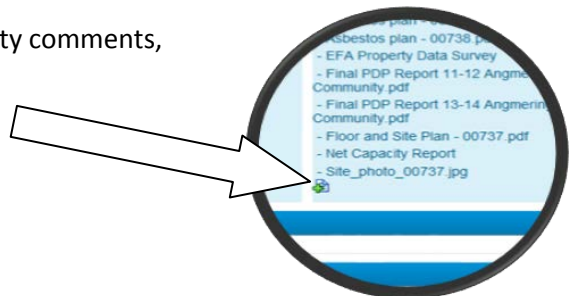 ty comments,
plan -
Asbestos plan - 00738.p
- EFA Property Data Survey
- Final PDP Report 11-12 Angme
Community.pdf
- Final PDP Report 13-14 Angmerin
Community.pdf
- Floor and Site Plan - 00737.pdf
- Net Capacity Report
- Site_photo_00737.jpg